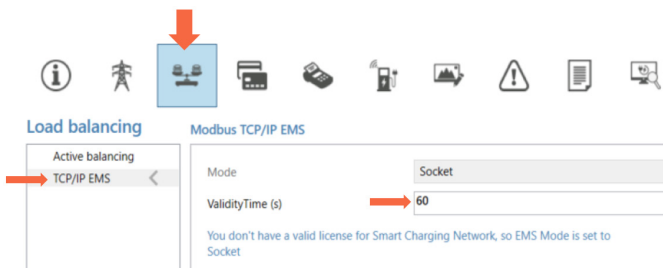 Load balancing
Modbus TCP/IP EMS
Active balancing
TCP/IP EMS
Mode
Socket
ValidityTime (s)
60
You don't have a valid license for Smart Charging Network, so EMS Mode is set to
Socket